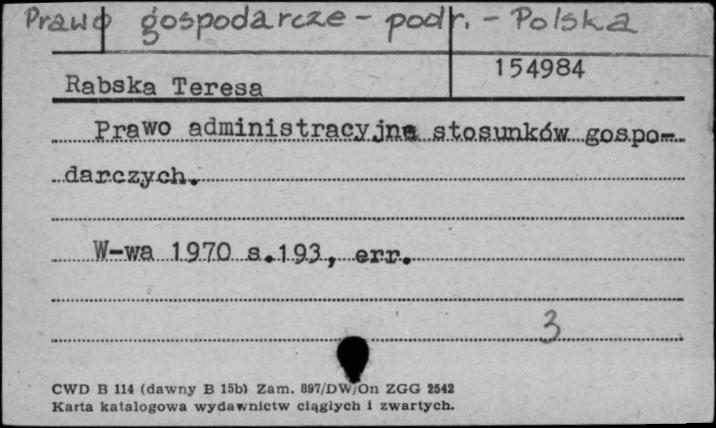 Prawo gospodarcze - podr. - Polska
154984
Rabska Teresa
Prawo administracyjne stosunków gospo-
darczych.
W-wa 1970 s.193, err.
3
CWD B 114 (dawny B 15b) Zam. 897/DW/On ZGG 2542
Karta katalogowa wydawnictw ciągłych i zwartych.